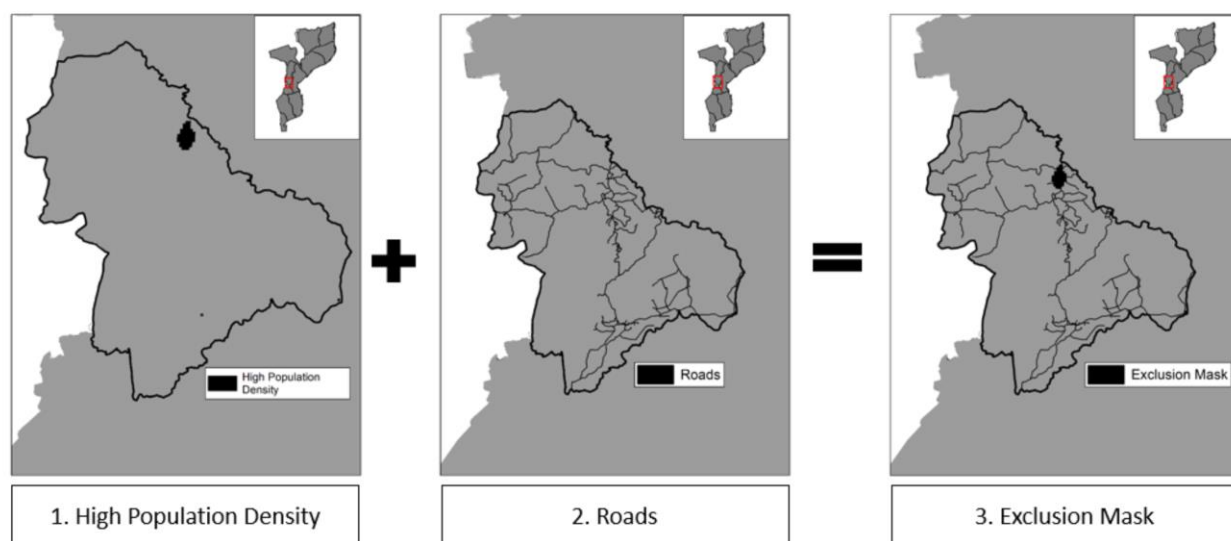 High Population
Density
Roads
Exclusion Mask
1. High Population Density
2. Roads
3. Exclusion Mask